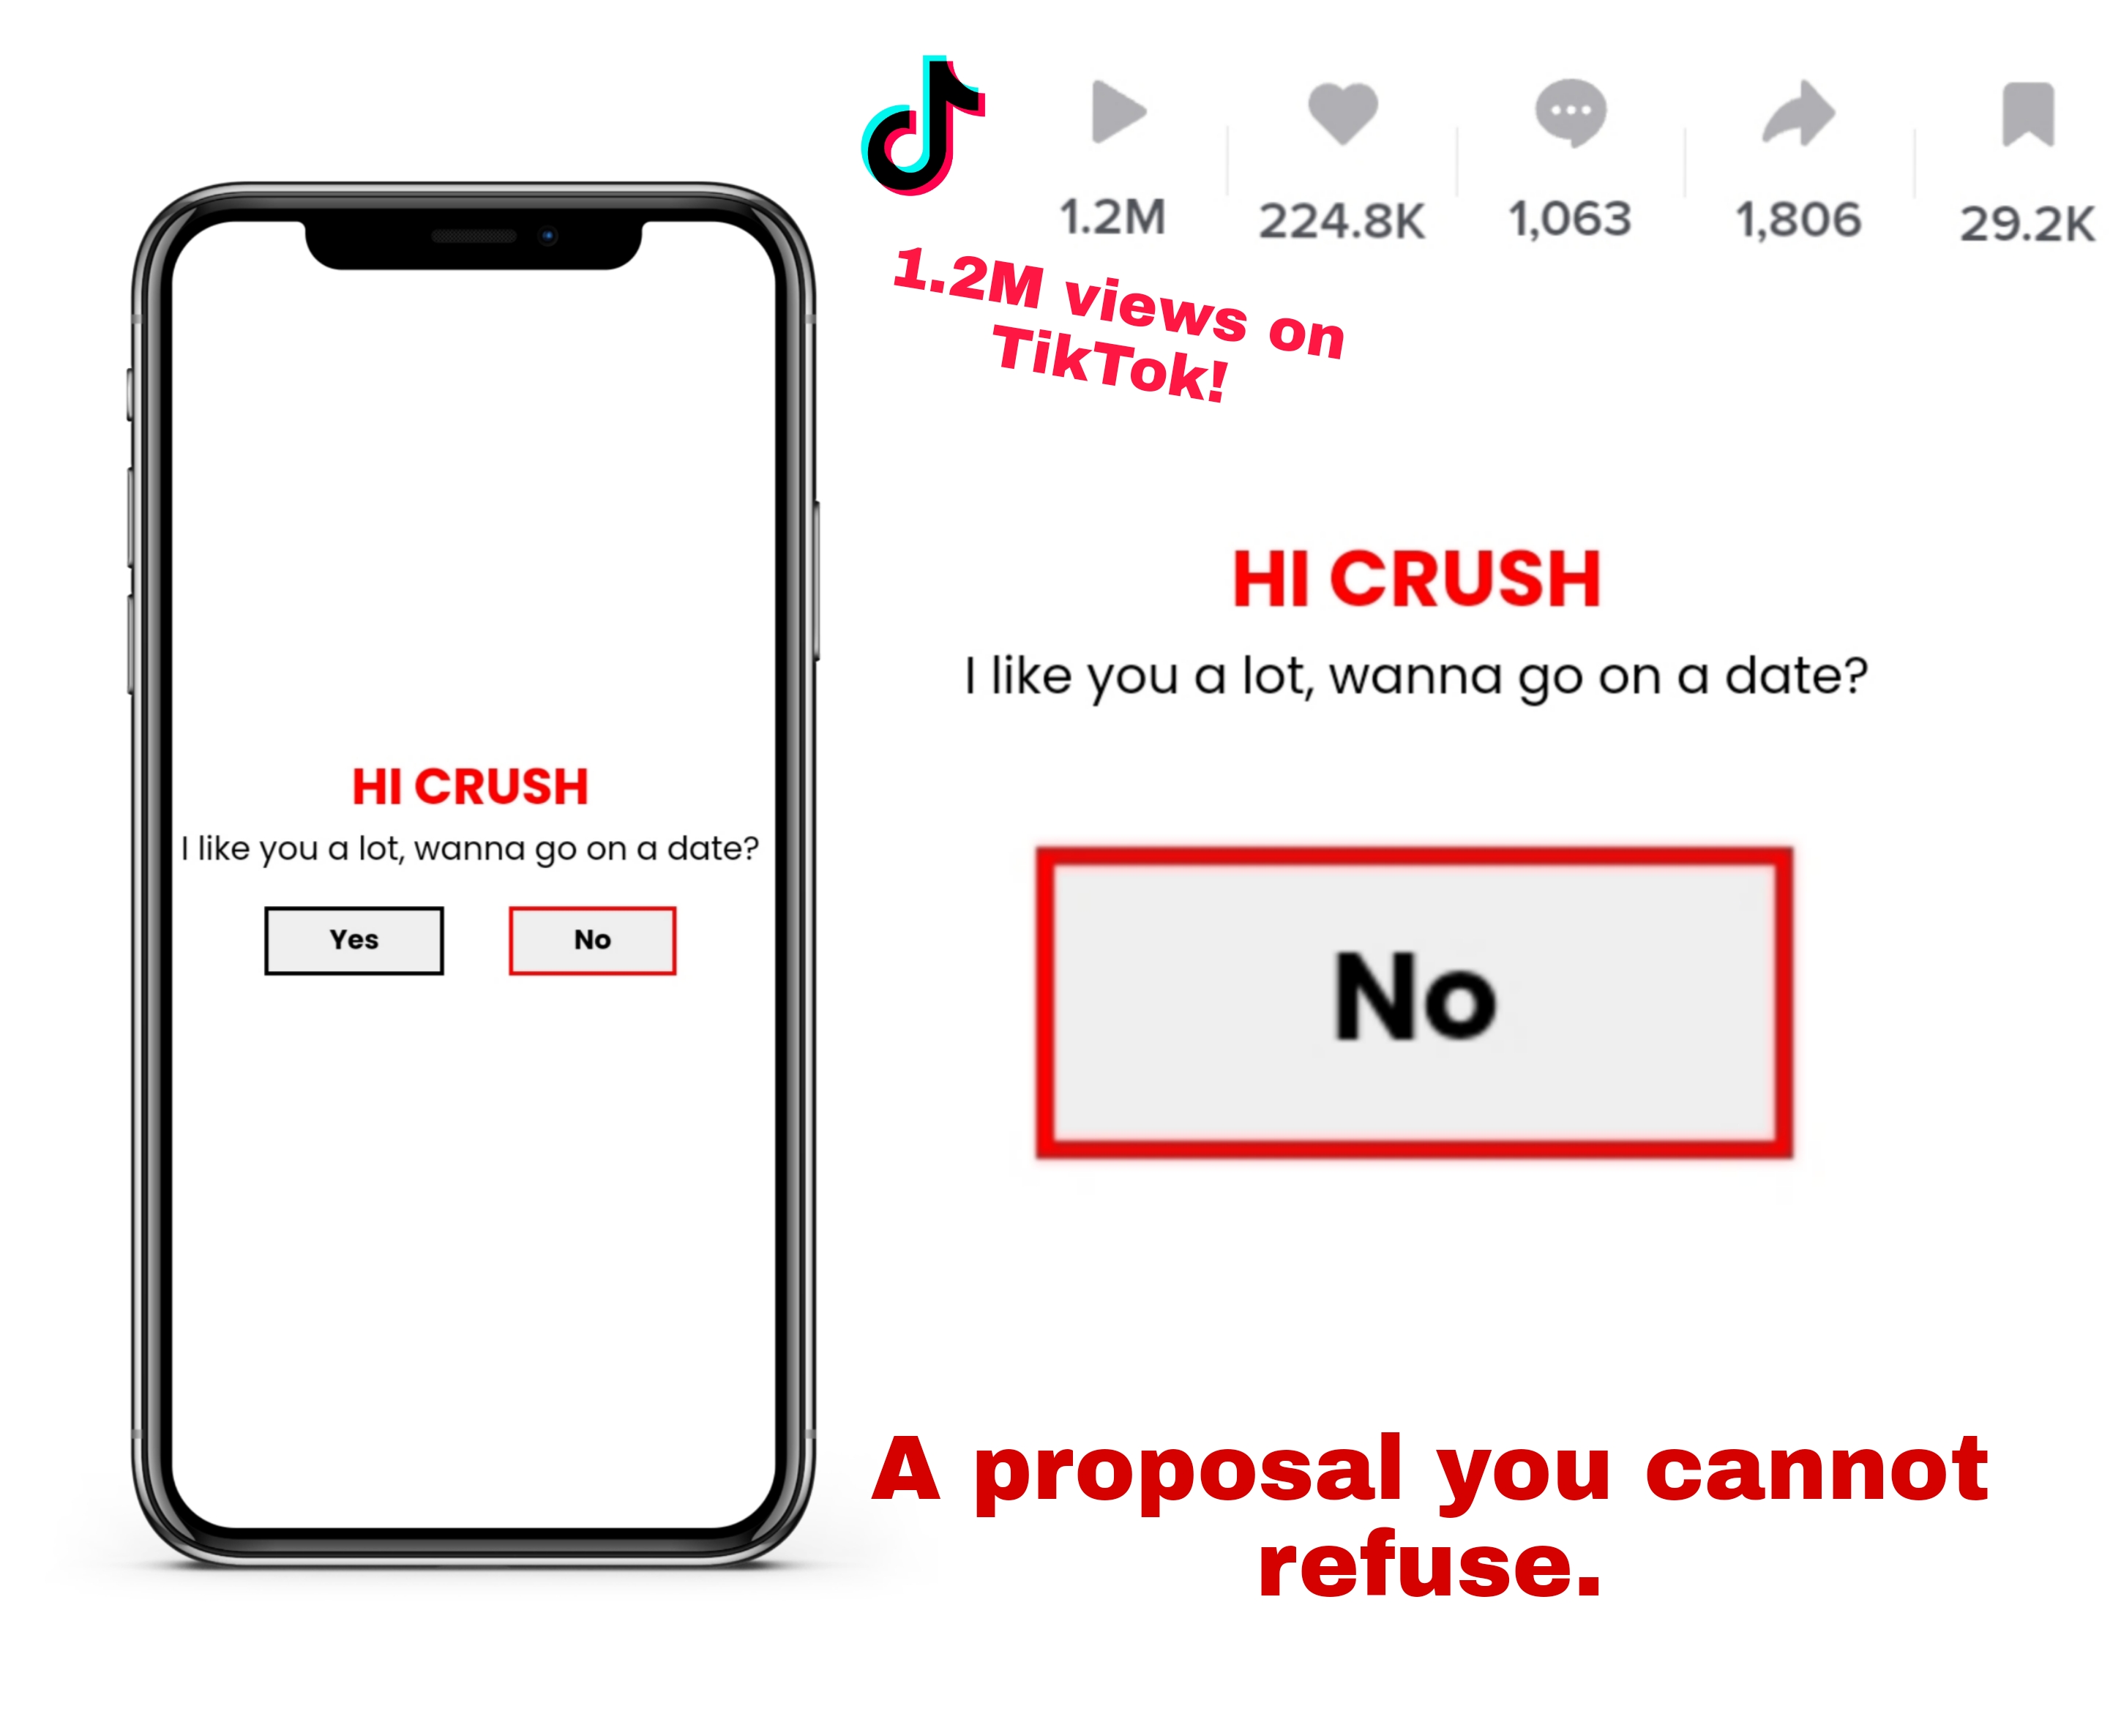 1.2M 224.8K 1,063 1,806 29.2K
1.2M views on
TikTok!
HI CRUSH
I like you a lot, wanna go on a date?
Yes No
HI CRUSH
I like you a lot, wanna go on a date?
No
A proposal you cannot
refuse.